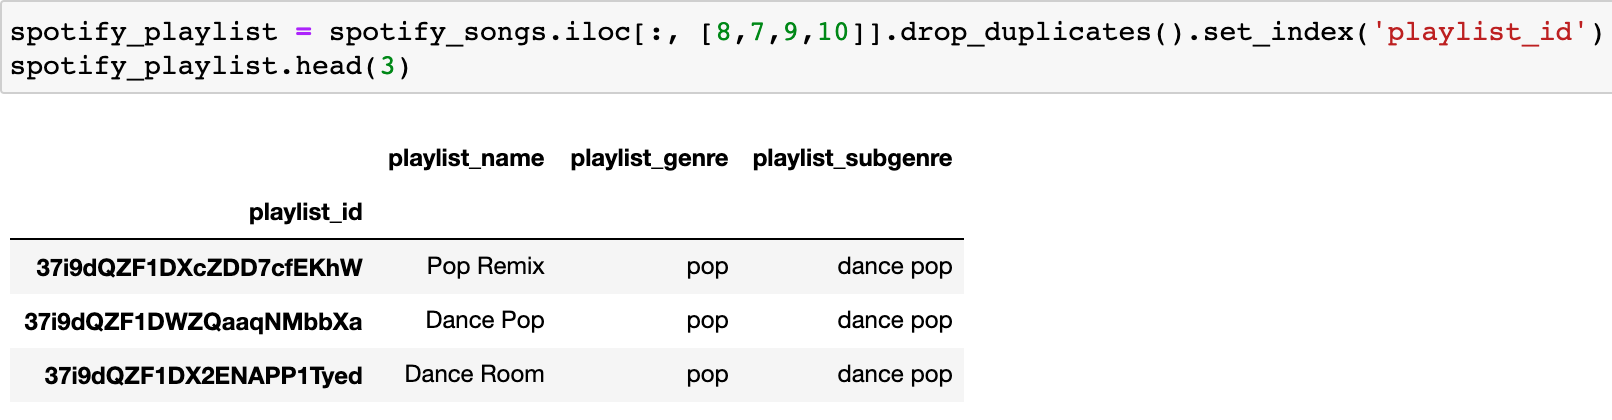 spotify_playlist = spotify_songs.iloc[:, [8,7,9,10]].drop_duplicates().set_index('playlist_id')
spotify_playlist.head(3)
playlist_name playlist_genre playlist_subgenre
playlist_id
37i9dQZF1DXcZDD7cfEKhW Pop Remix pop dance pop
37i9dQZF1DWZQaaqNMbbXa Dance Pop pop dance pop
37i9dQZF1DX2ENAPP1Tyed Dance Room pop dance pop